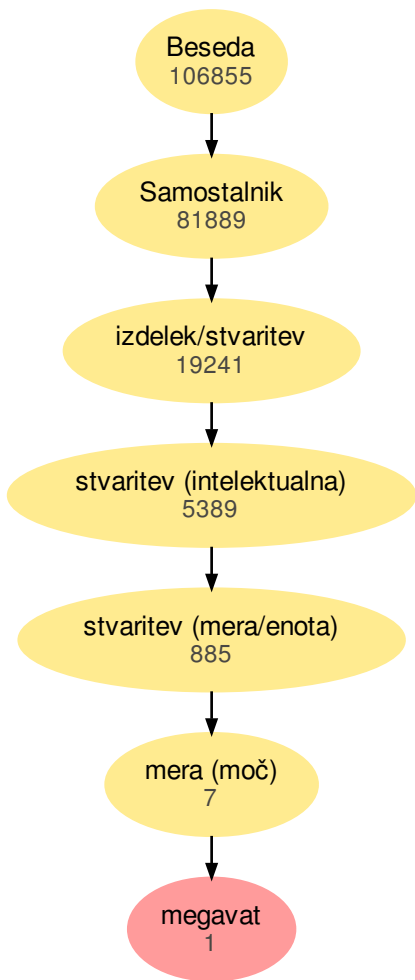 Beseda
106855
Samostalnik
81889
izdelek/stvaritev
19241
stvaritev (intelektualna)
5389
stvaritev (mera/enota)
885
mera (moč)
7
megavat
1